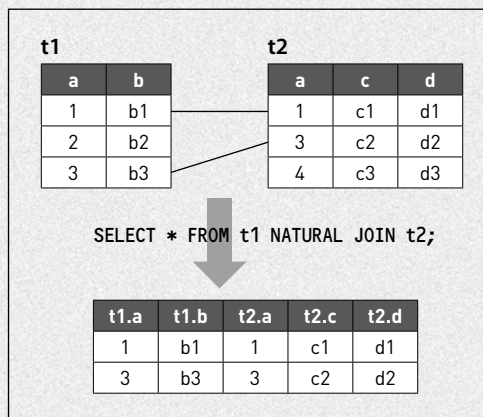 t1 t2
a b a c d
1 b1 1 c1 d1
2 b2 3 c2 d2
3 b3 4 c3 d3
SELECT * FROM t1 NATURAL JOIN t2;
t1.a t1.b t2.a t2.c t2.d
1 b1 1 c1 d1
3 b3 3 c2 d2